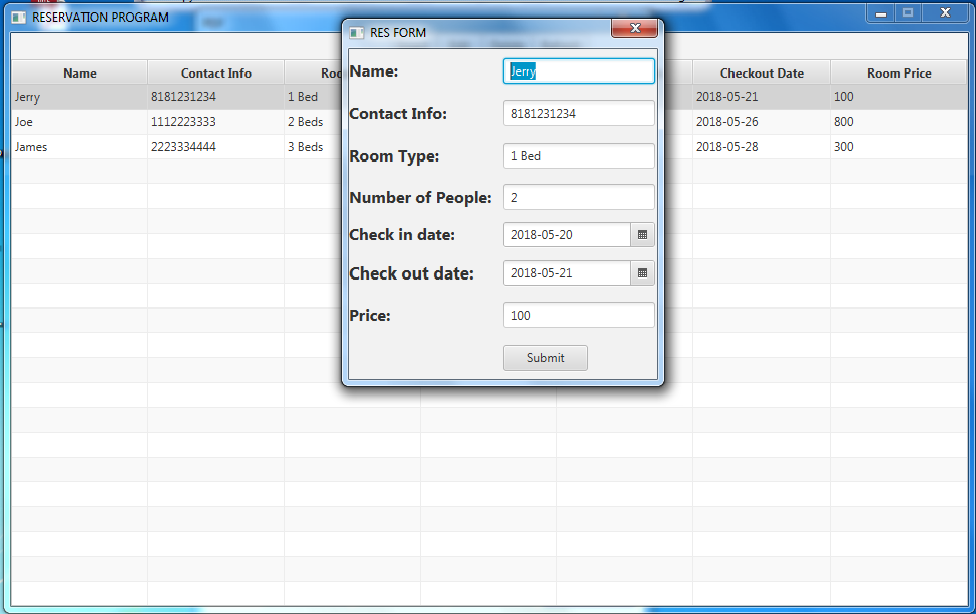 RESERVATION PROGRAM
RES FORM
Name Contact Info Checkout Date Room Price
Jerry 8181231234 1 Bed 2018-05-21 100
Joe 1112223333 2 Beds 2018-05-26 800
James 2223334444 3 Beds 2018-05-28 300
Name: Jerry
Contact Info: 8181231234
Room Type: 1 Bed
Number of People: 2
Check in date: 2018-05-20
Check out date: 2018-05-21
Price: 100
Submit